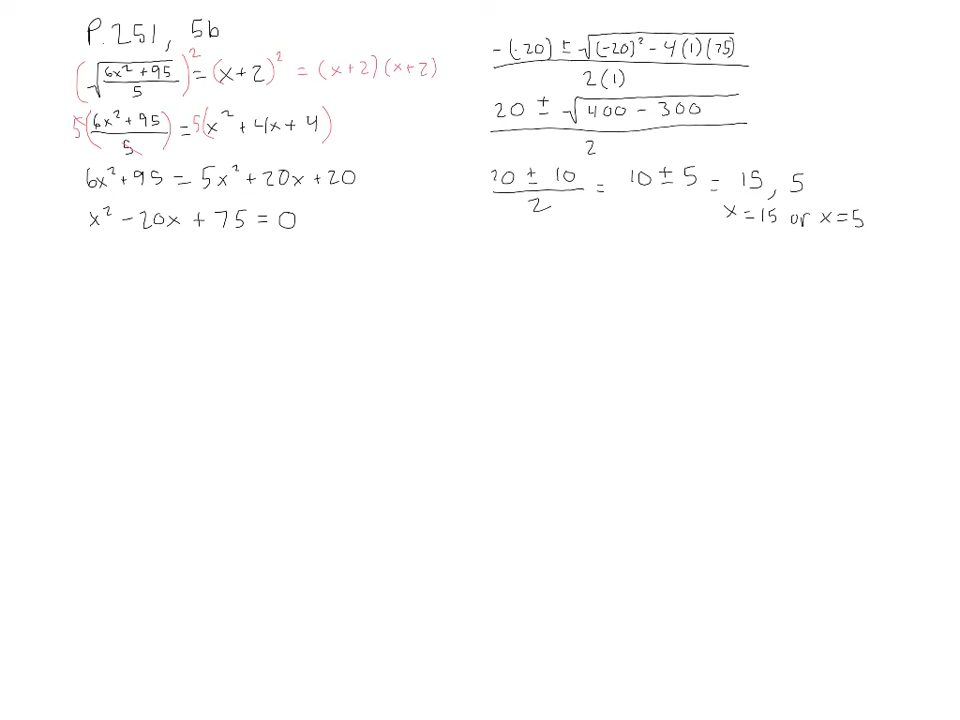 P. 251, 5b
(√((6x² + 95)/5))² = (x + 2)² = (x + 2)(x + 2)
5((6x² + 95)/5) = 5(x² + 4x + 4)
6x² + 95 = 5x² + 20x + 20
x² - 20x + 75 = 0
(-(-20) ± √((-20)² - 4(1)(75)))/(2(1))
(20 ± √(400 - 300))/2
(20 ± 10)/2 = 10 ± 5 = 15, 5
x = 15 or x = 5